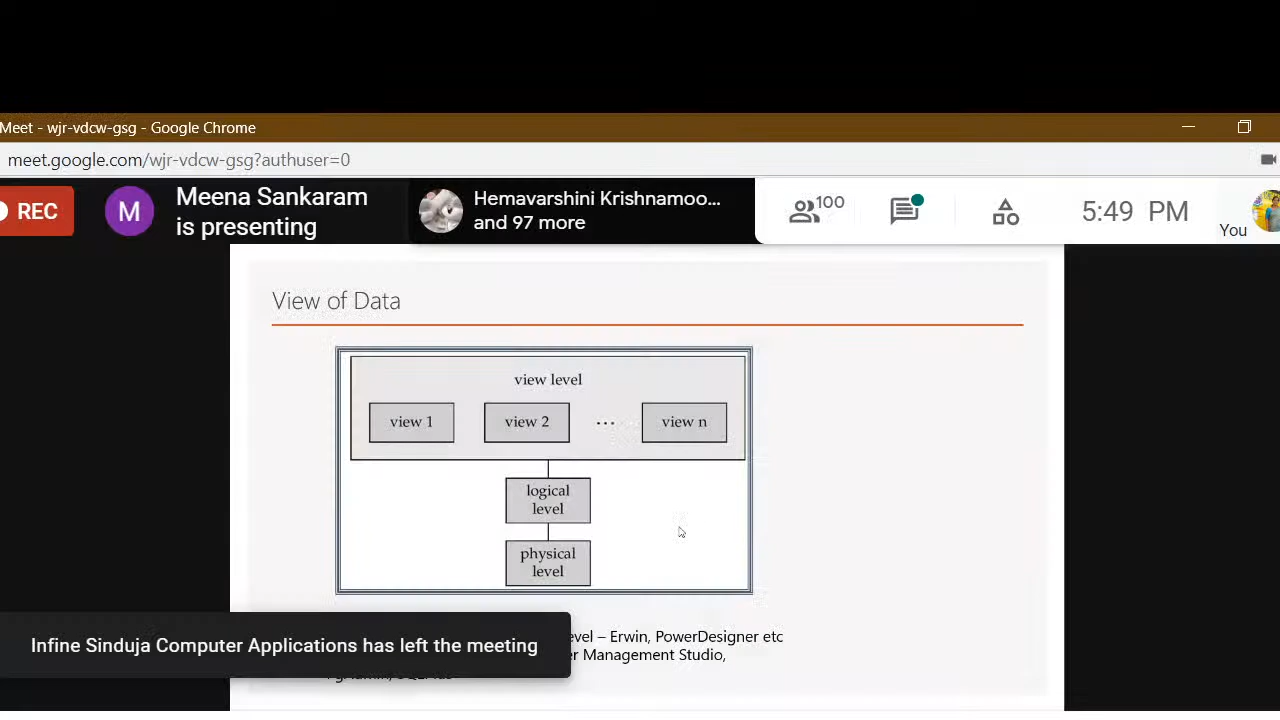 Meet - wjr-vdcw-gsg - Google Chrome
meet.google.com/wjr-vdcw-gsg?authuser=0
REC
M
Meena Sankaram
is presenting
Hemavarshini Krishnamoo...
and 97 more
100
5:49 PM
You
View of Data
view level
view 1
view 2
...
view n
logical
level
physical
level
– Erwin, PowerDesigner etc
Management Studio,
Infine Sinduja Computer Applications has left the meeting